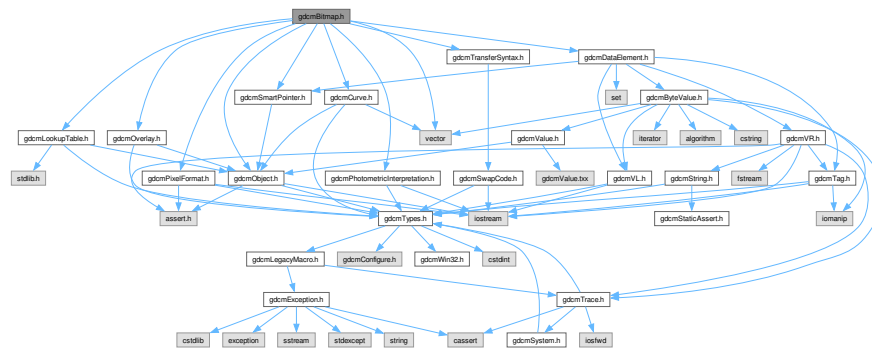 gdcmBitmap.h
gdcmTransferSyntax.h
gdcmDataElement.h
gdcmSmartPointer.h
gdcmCurve.h
set
gdcmByteValue.h
gdcmLookupTable.h
gdcmOverlay.h
vector
gdcmValue.h
iterator
algorithm
cstring
gdcmVR.h
stdlib.h
gdcmPixelFormat.h
gdcmObject.h
gdcmPhotometricInterpretation.h
gdcmSwapCode.h
gdcmValue.txx
gdcmVL.h
gdcmString.h
fstream
gdcmTag.h
assert.h
gdcmTypes.h
iostream
gdcmStaticAssert.h
iomanip
gdcmLegacyMacro.h
gdcmConfigure.h
gdcmWin32.h
cstdint
gdcmException.h
gdcmTrace.h
cstdlib
exception
sstream
stdexcept
string
cassert
gdcmSystem.h
iosfwd